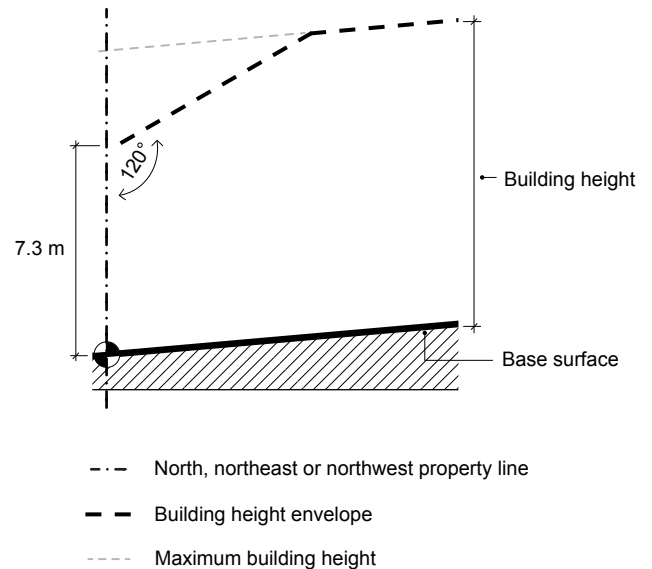 120°
Building height
7.3 m
Base surface
North, northeast or northwest property line
Building height envelope
Maximum building height